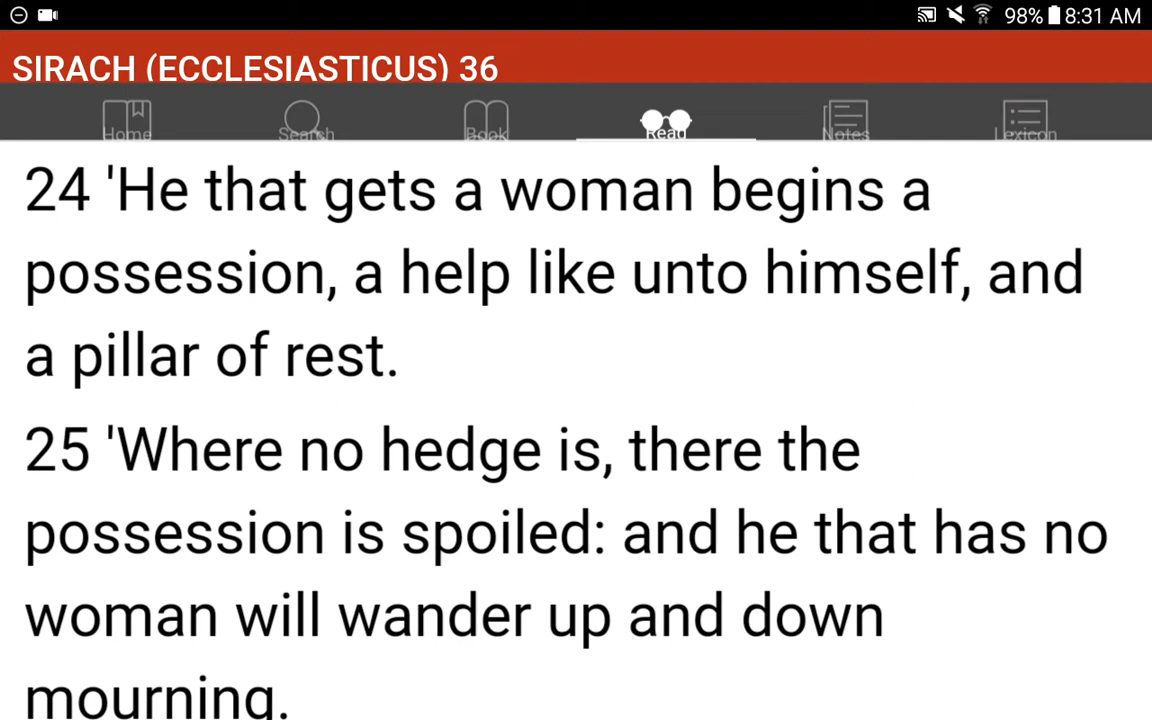 98% 8:31 AM
SIRACH (ECCLESIASTICUS) 36
Home Search Book Read Notes Lexicon
24 'He that gets a woman begins a
possession, a help like unto himself, and
a pillar of rest.
25 'Where no hedge is, there the
possession is spoiled: and he that has no
woman will wander up and down
mourning.